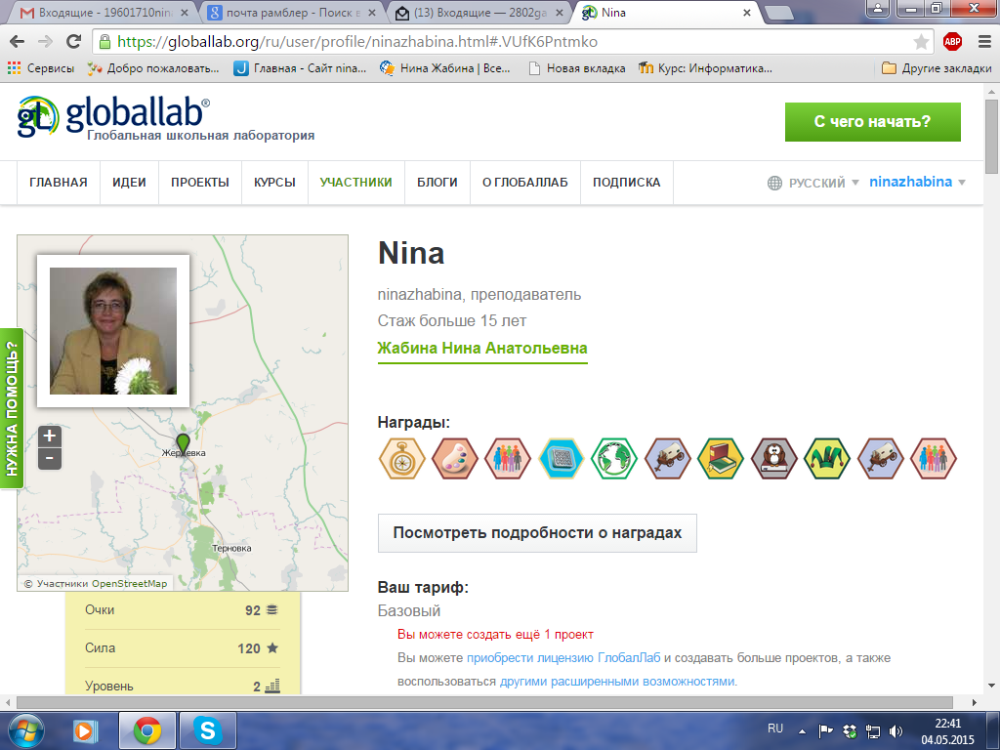 Входящие - 19601710nina
почта рамблер - Поиск в
(13) Входящие — 2802ga
Nina
https://globallab.org/ru/user/profile/ninazhabina.html#.VUfK6Pntmko
ABP
Сервисы
Добро пожаловать...
Главная - Сайт nina...
Нина Жабина | Все...
Новая вкладка
Курс: Информатика...
Другие закладки
gL globallab®
Глобальная школьная лаборатория
С чего начать?
ГЛАВНАЯ
ИДЕИ
ПРОЕКТЫ
КУРСЫ
УЧАСТНИКИ
БЛОГИ
О ГЛОБАЛЛАБ
ПОДПИСКА
РУССКИЙ
ninazhabina
НУЖНА ПОМОЩЬ?
+
-
Жердевка
Терновка
© Участники OpenStreetMap
Очки 92
Сила 120
Уровень 2
Nina
ninazhabina, преподаватель
Стаж больше 15 лет
Жабина Нина Анатольевна
Награды:
Посмотреть подробности о наградах
Ваш тариф:
Базовый
Вы можете создать ещё 1 проект
Вы можете приобрести лицензию ГлобалЛаб и создавать больше проектов, а также
воспользоваться другими расширенными возможностями.
RU
22:41
04.05.2015